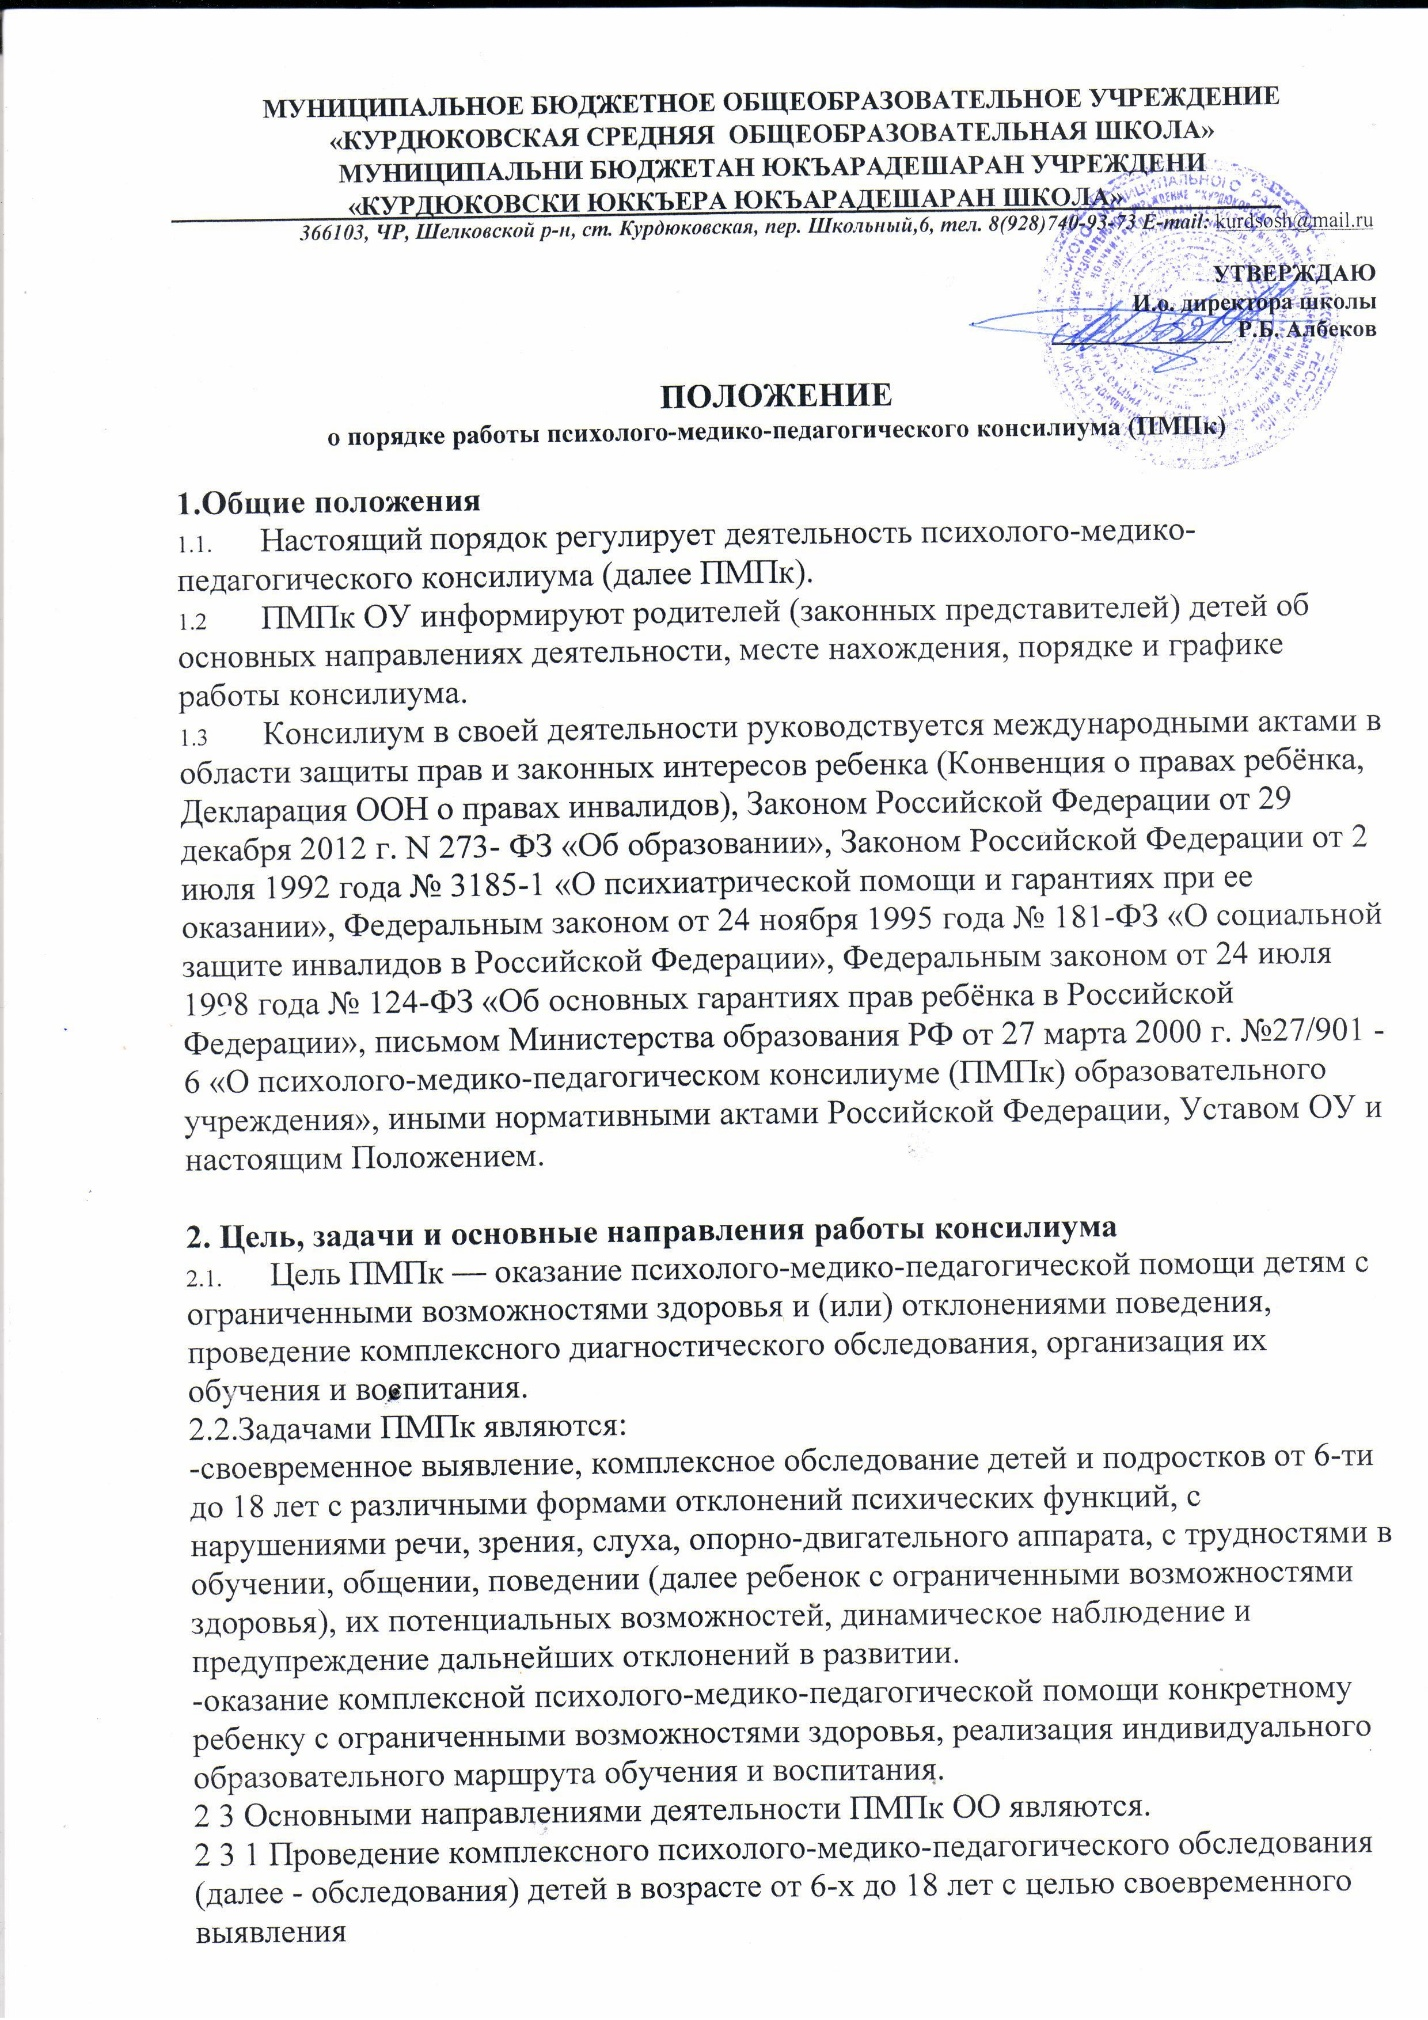 МУНИЦИПАЛЬНОЕ БЮДЖЕТНОЕ ОБЩЕОБРАЗОВАТЕЛЬНОЕ УЧРЕЖДЕНИЕ
«КУРДЮКОВСКАЯ СРЕДНЯЯ ОБЩЕОБРАЗОВАТЕЛЬНАЯ ШКОЛА»
МУНИЦИПАЛЬНИ БЮДЖЕТАН ЮКЪАРАДЕШАРАН УЧРЕЖДЕНИ
«КУРДЮКОВСКИ ЮККЪЕРА ЮКЪАРАДЕШАРАН ШКОЛА»
366103, ЧР, Шелковской р-н, ст. Курдюковская, пер. Школьный,6, тел. 8(928)740-93-73 E-mail: kurdsosh@mail.ru
УТВЕРЖДАЮ
И.о. директора школы
Р.Б. Албеков
ПОЛОЖЕНИЕ
о порядке работы психолого-медико-педагогического консилиума (ПМПк)
1.Общие положения
1.1. Настоящий порядок регулирует деятельность психолого-медико-
педагогического консилиума (далее ПМПк).
1.2 ПМПк ОУ информируют родителей (законных представителей) детей об
основных направлениях деятельности, месте нахождения, порядке и графике
работы консилиума.
1.3 Консилиум в своей деятельности руководствуется международными актами в
области защиты прав и законных интересов ребенка (Конвенция о правах ребёнка,
Декларация ООН о правах инвалидов), Законом Российской Федерации от 29
декабря 2012 г. N 273- ФЗ «Об образовании», Законом Российской Федерации от 2
июля 1992 года № 3185-1 «О психиатрической помощи и гарантиях при ее
оказании», Федеральным законом от 24 ноября 1995 года № 181-ФЗ «О социальной
защите инвалидов в Российской Федерации», Федеральным законом от 24 июля
1998 года № 124-ФЗ «Об основных гарантиях прав ребёнка в Российской
Федерации», письмом Министерства образования РФ от 27 марта 2000 г. №27/901 -
6 «О психолого-медико-педагогическом консилиуме (ПМПк) образовательного
учреждения», иными нормативными актами Российской Федерации, Уставом ОУ и
настоящим Положением.
2. Цель, задачи и основные направления работы консилиума
2.1. Цель ПМПк — оказание психолого-медико-педагогической помощи детям с
ограниченными возможностями здоровья и (или) отклонениями поведения,
проведение комплексного диагностического обследования, организация их
обучения и воспитания.
2.2.Задачами ПМПк являются:
-своевременное выявление, комплексное обследование детей и подростков от 6-ти
до 18 лет с различными формами отклонений психических функций, с
нарушениями речи, зрения, слуха, опорно-двигательного аппарата, с трудностями в
обучении, общении, поведении (далее ребенок с ограниченными возможностями
здоровья), их потенциальных возможностей, динамическое наблюдение и
предупреждение дальнейших отклонений в развитии.
-оказание комплексной психолого-медико-педагогической помощи конкретному
ребенку с ограниченными возможностями здоровья, реализация индивидуального
образовательного маршрута обучения и воспитания.
2 3 Основными направлениями деятельности ПМПк ОО являются.
2 3 1 Проведение комплексного психолого-медико-педагогического обследования
(далее - обследования) детей в возрасте от 6-х до 18 лет с целью своевременного
выявления